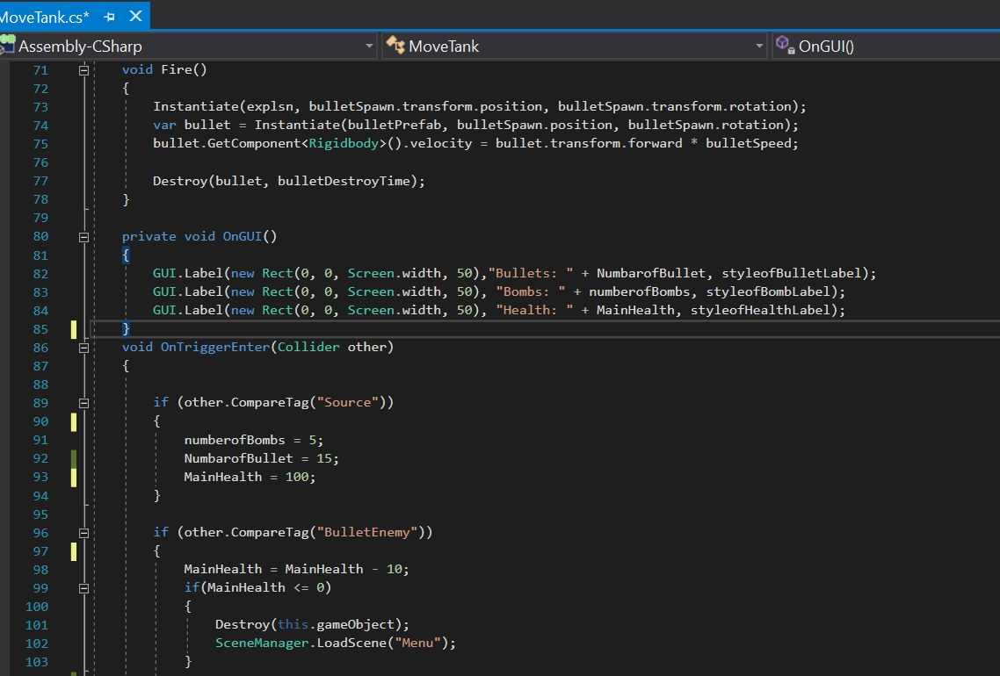 MoveTank.cs*
Assembly-CSharp MoveTank OnGUI()
71 void Fire()
72 {
73 Instantiate(explsn, bulletSpawn.transform.position, bulletSpawn.transform.rotation);
74 var bullet = Instantiate(bulletPrefab, bulletSpawn.position, bulletSpawn.rotation);
75 bullet.GetComponent<Rigidbody>().velocity = bullet.transform.forward * bulletSpeed;
76
77 Destroy(bullet, bulletDestroyTime);
78 }
79
80 private void OnGUI()
81 {
82 GUI.Label(new Rect(0, 0, Screen.width, 50),"Bullets: " + NumbarofBullet, styleofBulletLabel);
83 GUI.Label(new Rect(0, 0, Screen.width, 50), "Bombs: " + numberofBombs, styleofBombLabel);
84 GUI.Label(new Rect(0, 0, Screen.width, 50), "Health: " + MainHealth, styleofHealthLabel);
85 }
86 void OnTriggerEnter(Collider other)
87 {
88
89 if (other.CompareTag("Source"))
90 {
91 numberofBombs = 5;
92 NumbarofBullet = 15;
93 MainHealth = 100;
94 }
95
96 if (other.CompareTag("BulletEnemy"))
97 {
98 MainHealth = MainHealth - 10;
99 if(MainHealth <= 0)
100 {
101 Destroy(this.gameObject);
102 SceneManager.LoadScene("Menu");
103 }